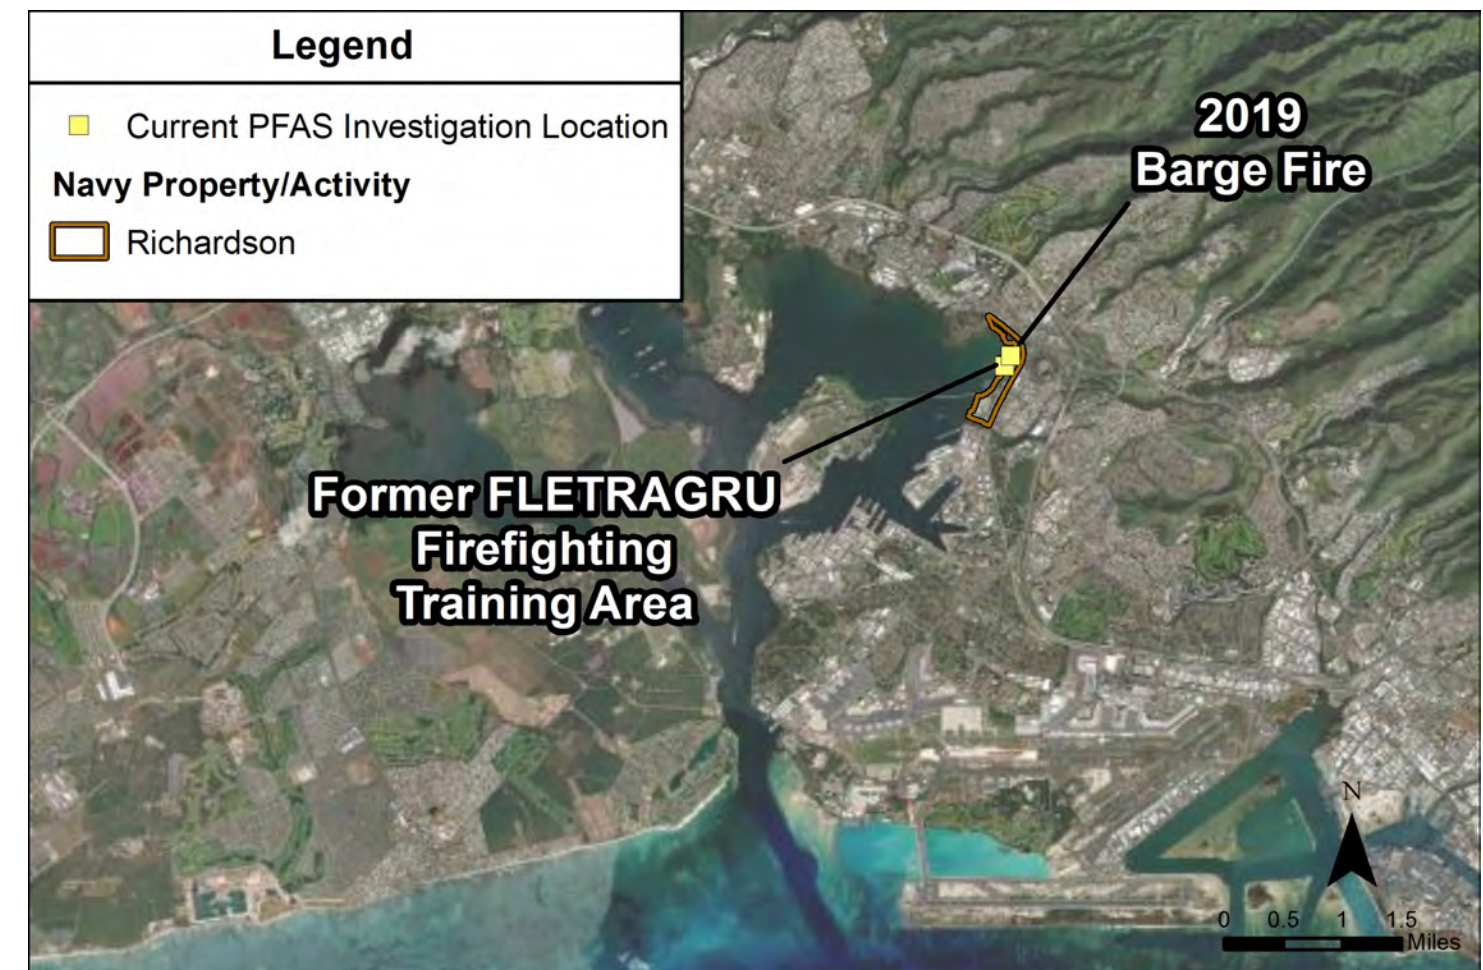 Legend
Current PFAS Investigation Location
Navy Property/Activity
Richardson
2019
Barge Fire
Former FLETRAGRU
Firefighting
Training Area
N
0 0.5 1 1.5
Miles